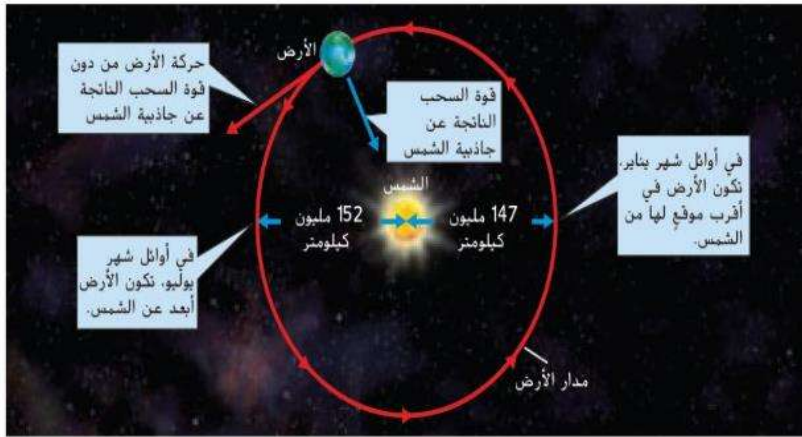 الأرض
حركة الأرض من دون
قوة السحب الناتجة
عن جاذبية الشمس
قوة السحب
الناتجة عن
جاذبية الشمس
في أوائل شهر يناير،
تكون الأرض في
أقرب موقعٍ لها من
الشمس.
الشمس
147 مليون
كيلومتر
152 مليون
كيلومتر
في أوائل شهر
يوليو، تكون الأرض
أبعد عن الشمس.
مدار الأرض